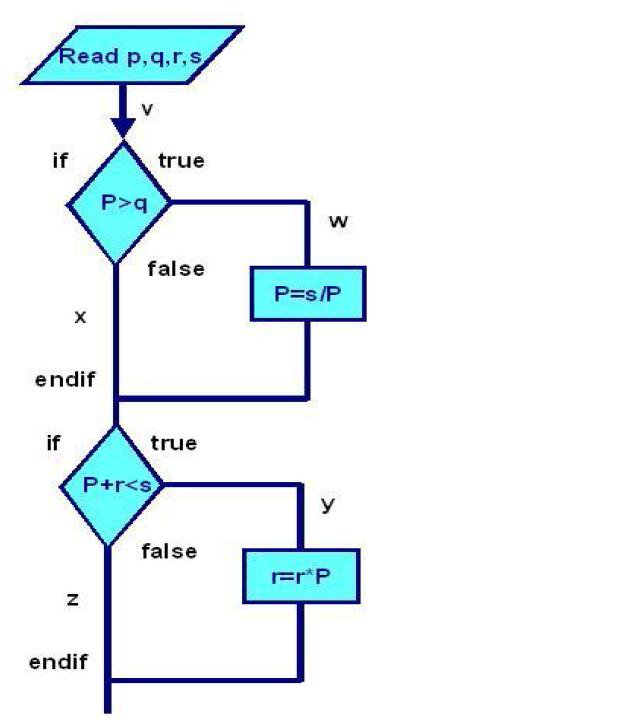 Read p,q,r,s
v
if true
P>q
w
false
P=s/P
x
endif
if true
P+r<s
y
false
r=r*P
z
endif